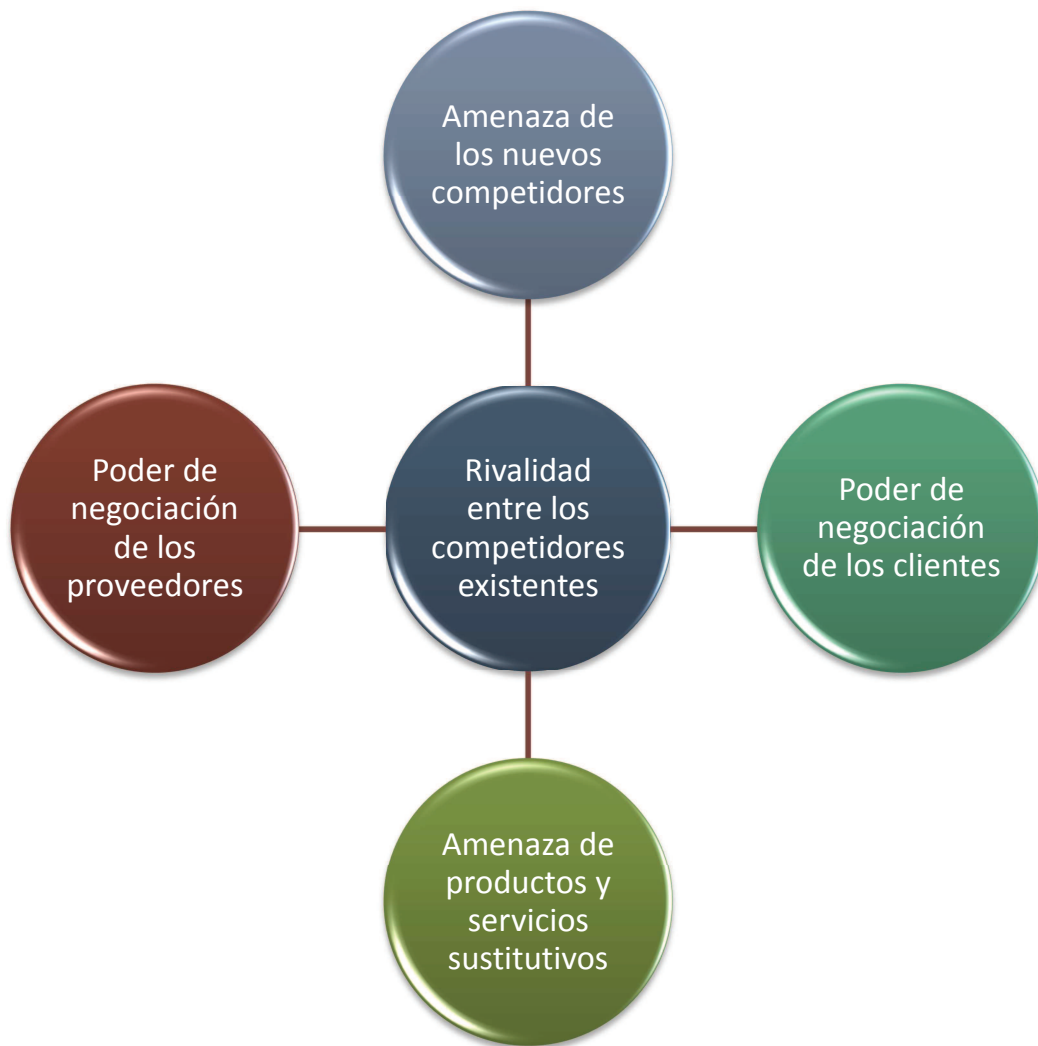 Amenaza de
los nuevos
competidores
Poder de
negociación
de los
proveedores
Rivalidad
entre los
competidores
existentes
Poder de
negociación
de los clientes
Amenaza de
productos y
servicios
sustitutivos